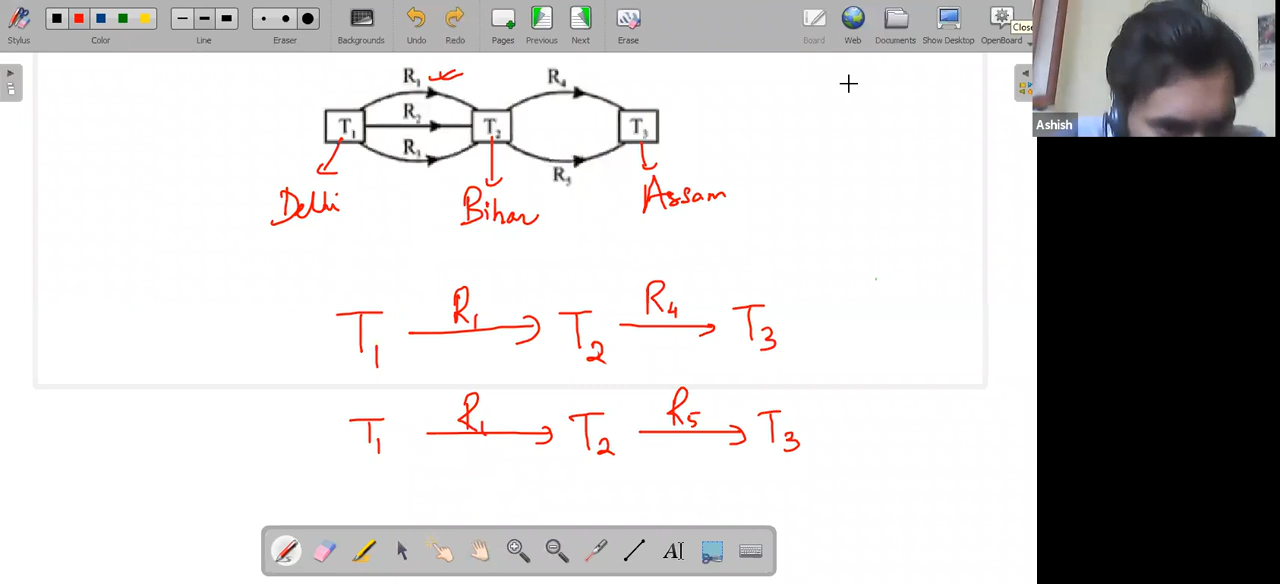 Stylus Color Line Eraser Backgrounds Undo Redo Pages Previous Next Erase Board Web Documents Show Desktop OpenBoard
Close
Ashish
R₁ R₄
R₂
T₁ T₂ T₃
R₃
R₅
Delhi Bihar Assam
T₁ R₁ T₂ R₄ T₃
T₁ R₁ T₂ R₅ T₃
AI